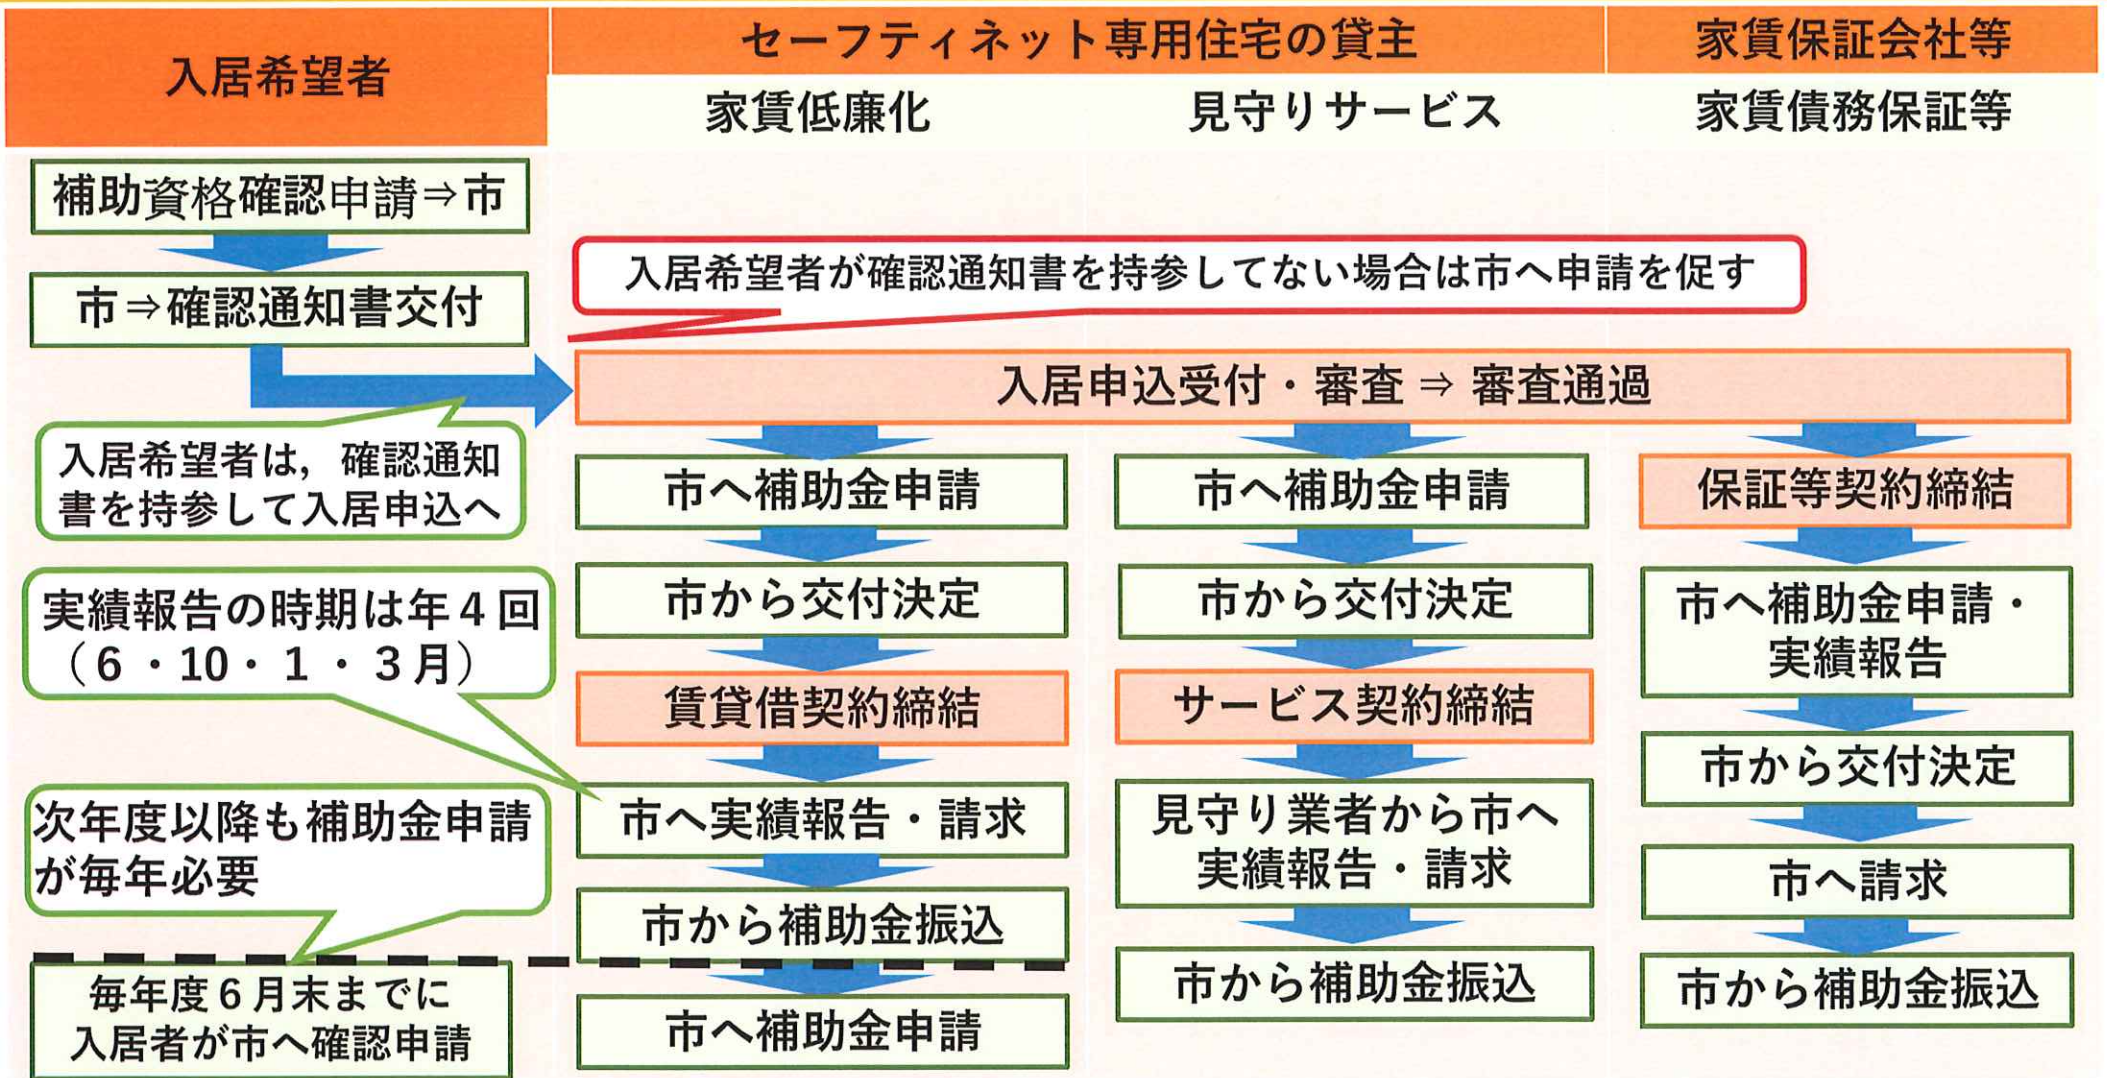 入居希望者
セーフティネット専用住宅の貸主
家賃保証会社等
家賃低廉化
見守りサービス
家賃債務保証等
補助資格確認申請⇒市
市⇒確認通知書交付
入居希望者が確認通知書を持参してない場合は市へ申請を促す
入居申込受付・審査 ⇒ 審査通過
入居希望者は，確認通知
書を持参して入居申込へ
実績報告の時期は年４回
（６・10・１・３月）
次年度以降も補助金申請
が毎年必要
毎年度６月末までに
入居者が市へ確認申請
市へ補助金申請
市から交付決定
賃貸借契約締結
市へ実績報告・請求
市から補助金振込
市へ補助金申請
市へ補助金申請
市から交付決定
サービス契約締結
見守り業者から市へ
実績報告・請求
市から補助金振込
保証等契約締結
市へ補助金申請・
実績報告
市から交付決定
市へ請求
市から補助金振込